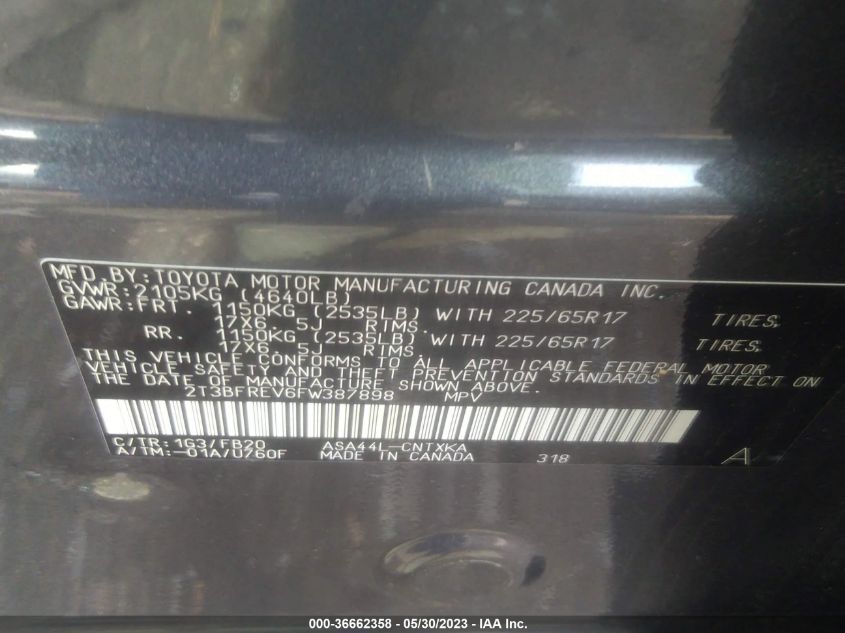 MFD. BY: TOYOTA MOTOR MANUFACTURING CANADA INC.
GVWR: 2105KG (4640LB)
GAWR: FRT. 1150KG (2535LB) WITH 225/65R17 TIRES,
17X6. 5J RIMS.
RR. 1150KG (2535LB) WITH 225/65R17 TIRES,
17X6. 5J RIMS.
THIS VEHICLE CONFORMS TO ALL APPLICABLE FEDERAL MOTOR
VEHICLE SAFETY AND THEFT PREVENTION STANDARDS IN EFFECT ON
THE DATE OF MANUFACTURE SHOWN ABOVE.
2T3BFREV6FW387898 MPV
C/TR: 1G3/FB20 ASA44L-CNTXKA
A/TM: -01A/U760F MADE IN CANADA 318 A
000-36662358 - 05/30/2023 - IAA Inc.